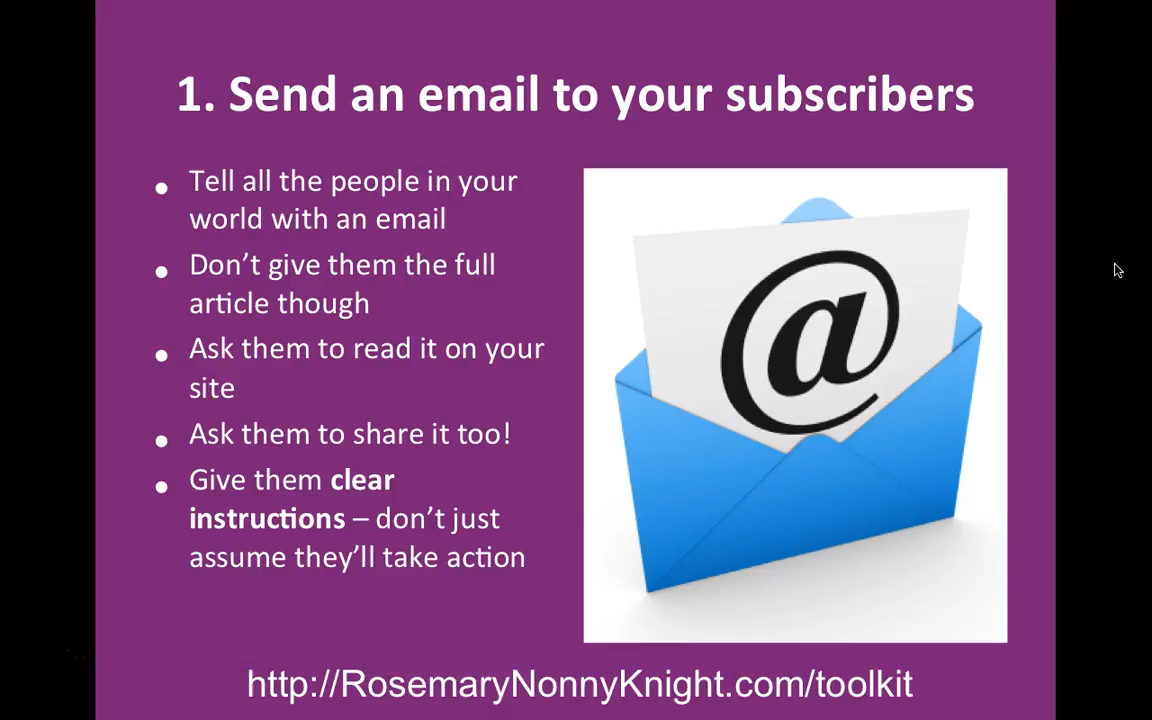 1. Send an email to your subscribers
• Tell all the people in your
world with an email
• Don’t give them the full
article though
• Ask them to read it on your
site
• Ask them to share it too!
• Give them clear
instructions – don’t just
assume they’ll take action
@
http://RosemaryNonnyKnight.com/toolkit